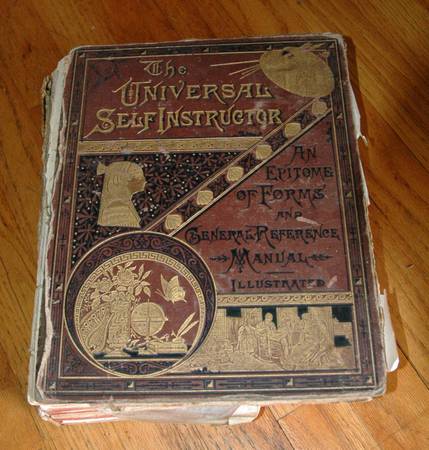 The
Universal
Self Instructor
An
Epitome
of Forms
and
General Reference
Manual
Illustrated